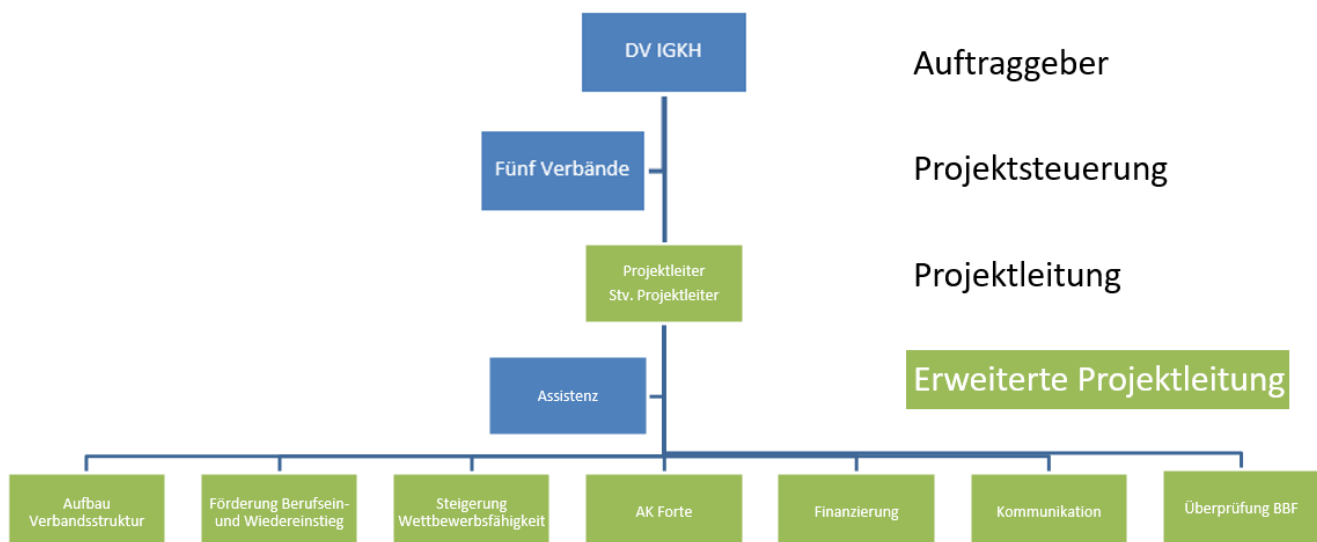 DV IGKH
Auftraggeber
Fünf Verbände
Projektsteuerung
Projektleiter
Stv. Projektleiter
Projektleitung
Assistenz
Erweiterte Projektleitung
Aufbau
Verbandsstruktur
Förderung Berufsein-
und Wiedereinstieg
Steigerung
Wettbewerbsfähigkeit
AK Forte
Finanzierung
Kommunikation
Überprüfung BBF